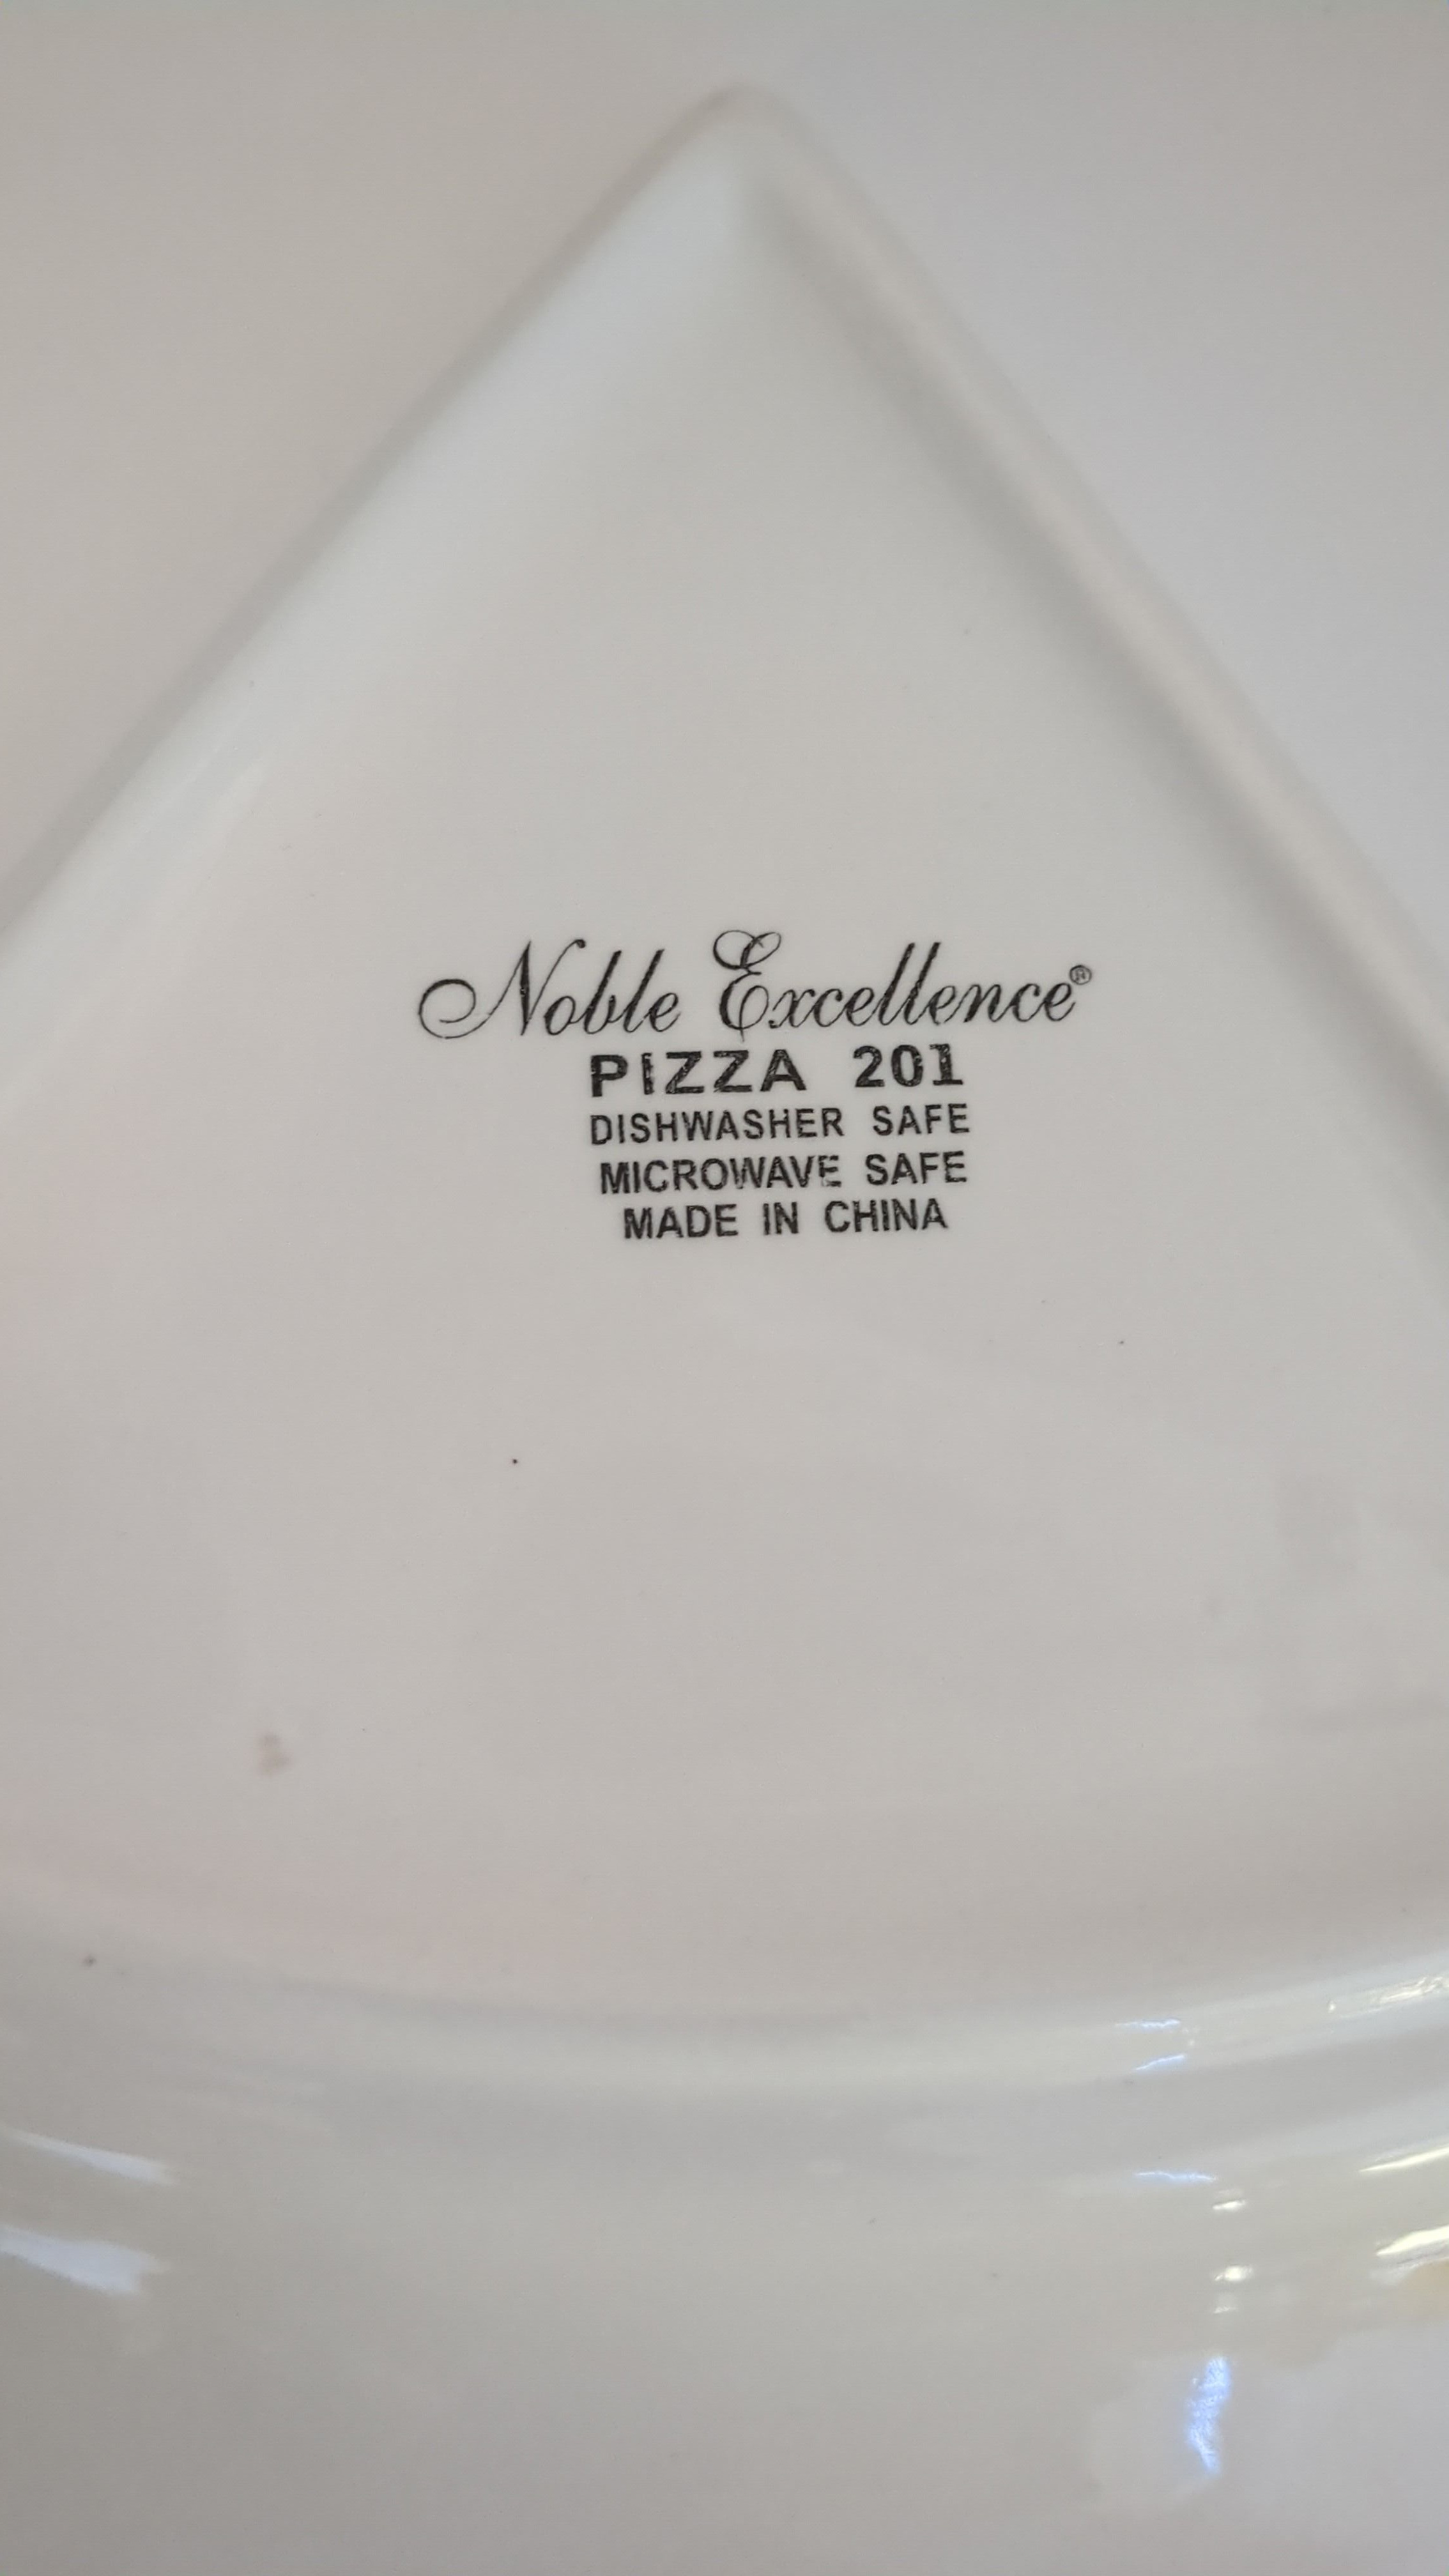 Noble Excellence®
PIZZA 201
DISHWASHER SAFE
MICROWAVE SAFE
MADE IN CHINA